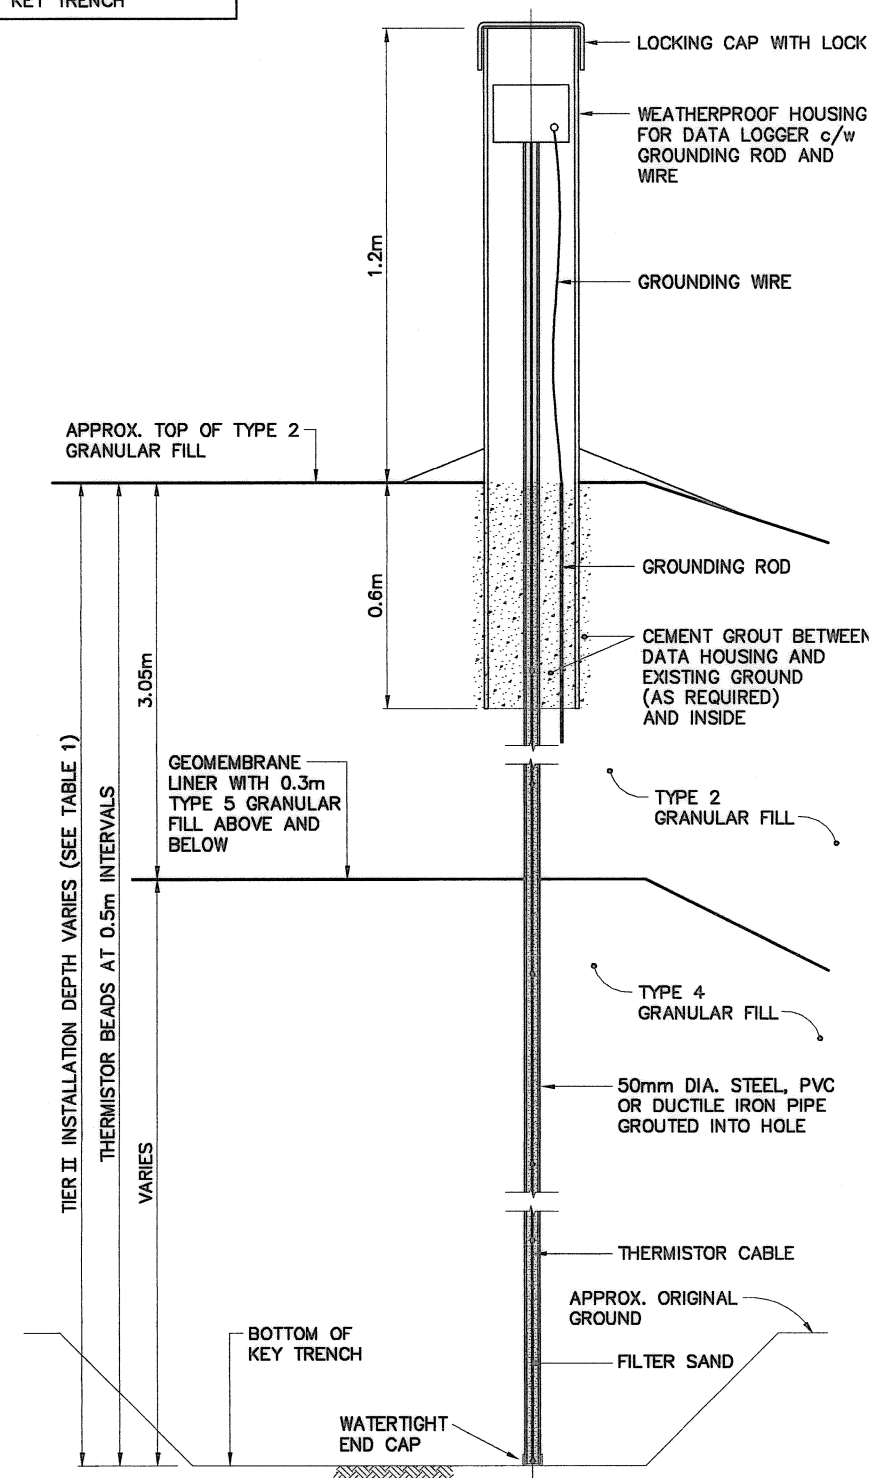 KEY TRENCH
LOCKING CAP WITH LOCK
WEATHERPROOF HOUSING
FOR DATA LOGGER c/w
GROUNDING ROD AND
WIRE
1.2m
GROUNDING WIRE
APPROX. TOP OF TYPE 2
GRANULAR FILL
0.6m
GROUNDING ROD
CEMENT GROUT BETWEEN
DATA HOUSING AND
EXISTING GROUND
(AS REQUIRED)
AND INSIDE
3.05m
GEOMEMBRANE
LINER WITH 0.3m
TYPE 5 GRANULAR
FILL ABOVE AND
BELOW
TYPE 2
GRANULAR FILL
TIER II INSTALLATION DEPTH VARIES (SEE TABLE 1)
THERMISTOR BEADS AT 0.5m INTERVALS
VARIES
TYPE 4
GRANULAR FILL
50mm DIA. STEEL, PVC
OR DUCTILE IRON PIPE
GROUTED INTO HOLE
THERMISTOR CABLE
APPROX. ORIGINAL
GROUND
BOTTOM OF
KEY TRENCH
FILTER SAND
WATERTIGHT
END CAP